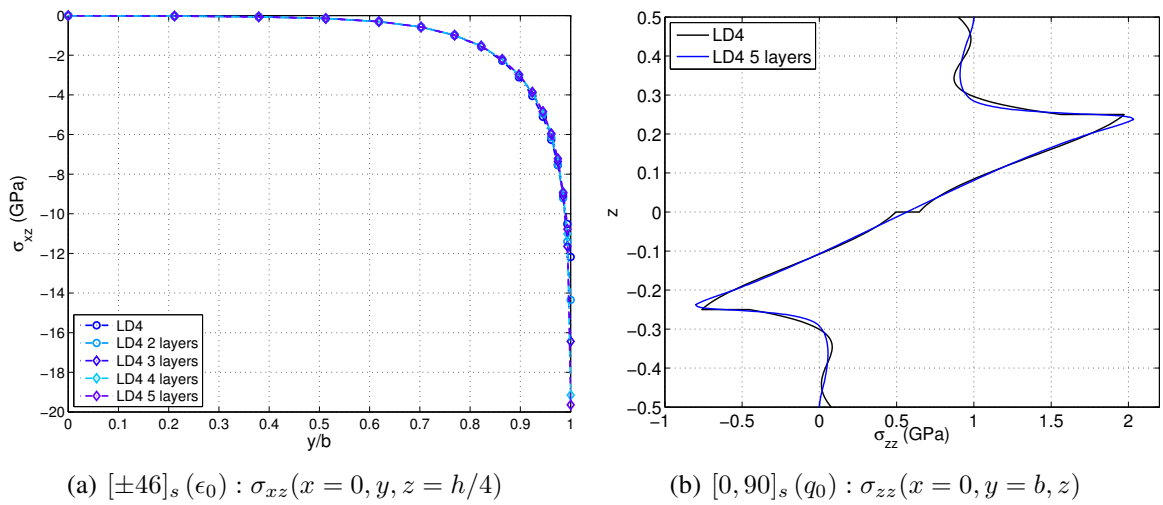 0
−2
−4
−6
−8
−10
−12
−14
−16
−18
−20
σxz (GPa)
LD4
LD4 2 layers
LD4 3 layers
LD4 4 layers
LD4 5 layers
0 0.1 0.2 0.3 0.4 0.5 0.6 0.7 0.8 0.9 1
y/b
(a) [±46]s (ϵ0) : σxz(x = 0, y, z = h/4)
0.5
0.4
0.3
0.2
0.1
0
−0.1
−0.2
−0.3
−0.4
−0.5
z
LD4
LD4 5 layers
−1 −0.5 0 0.5 1 1.5 2
σzz (GPa)
(b) [0, 90]s (q0) : σzz(x = 0, y = b, z)